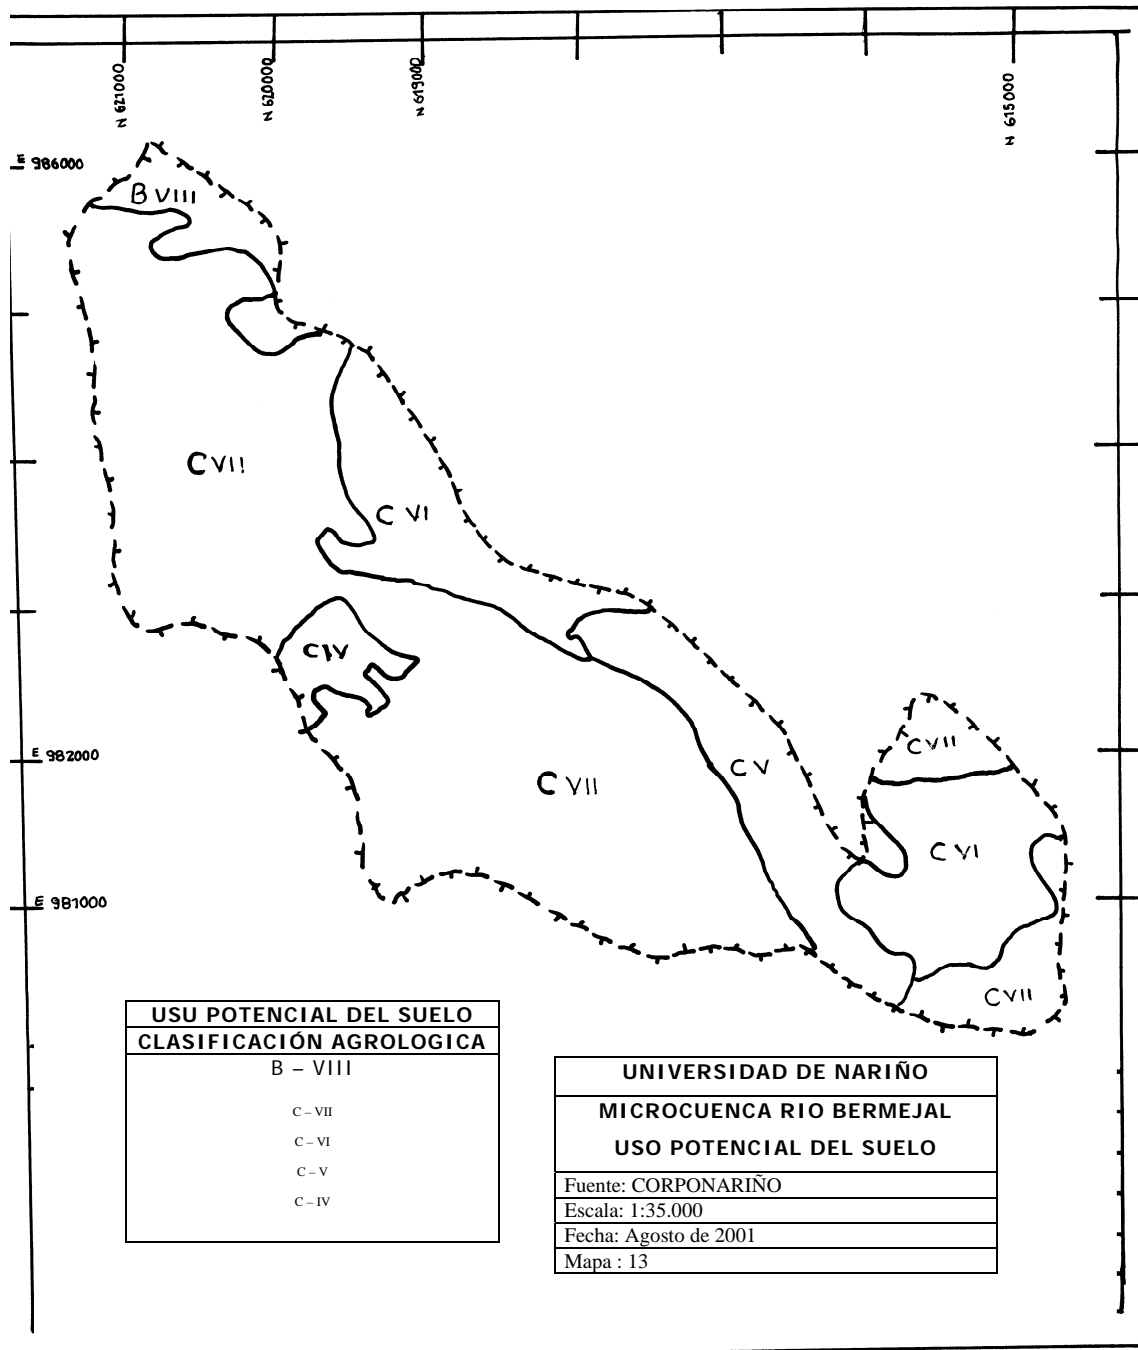 N 621000
N 620000
N 619000
N 615000
E 986000
B VIII
C VII
C VI
C IV
E 982000
C VII
C V
C VII
C VI
E 981000
C VII
USU POTENCIAL DEL SUELO
CLASIFICACIÓN AGROLOGICA
B – VIII
C – VII
C – VI
C – V
C – IV
UNIVERSIDAD DE NARIÑO
MICROCUENCA RIO BERMEJAL
USO POTENCIAL DEL SUELO
Fuente: CORPONARIÑO
Escala: 1:35.000
Fecha: Agosto de 2001
Mapa : 13